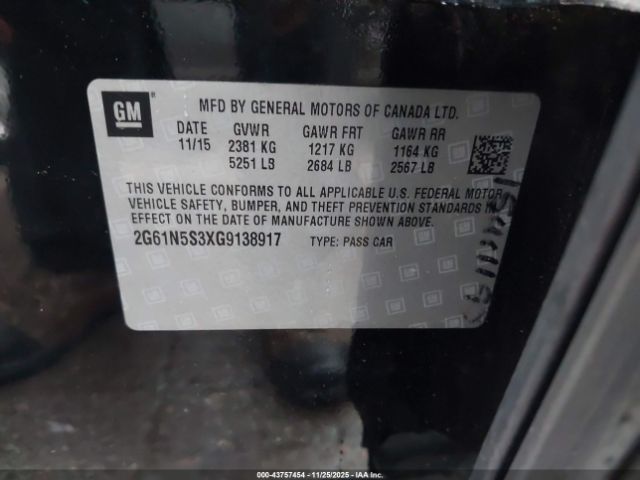 GM
MFD BY GENERAL MOTORS OF CANADA LTD.
DATE GVWR GAWR FRT GAWR RR
11/15 2381 KG 1217 KG 1164 KG
5251 LB 2684 LB 2567 LB
THIS VEHICLE CONFORMS TO ALL APPLICABLE U.S. FEDERAL MOTOR
VEHICLE SAFETY, BUMPER, AND THEFT PREVENTION STANDARDS IN
EFFECT ON THE DATE OF MANUFACTURE SHOWN ABOVE.
2G61N5S3XG9138917 TYPE: PASS CAR
000-43757454 - 11/25/2025 - IAAI.COM